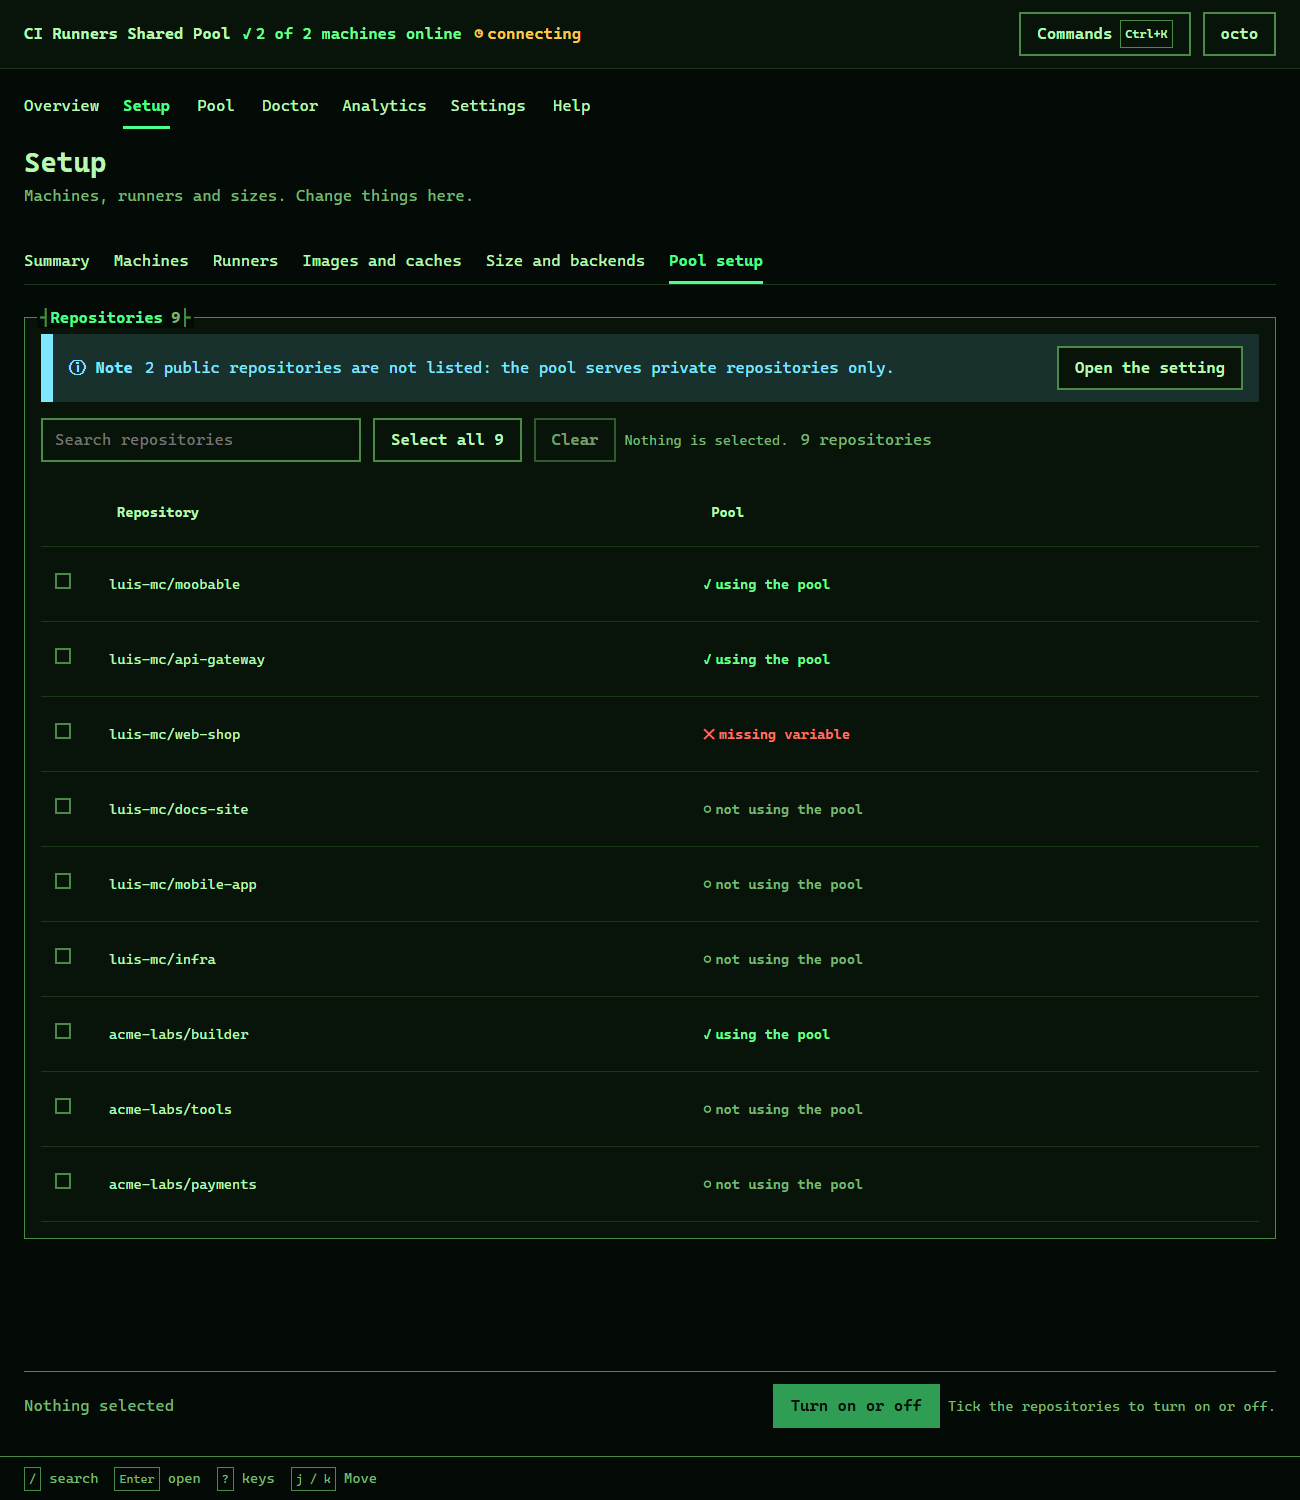 CI Runners Shared Pool ✓ 2 of 2 machines online connecting Commands Ctrl+K octo
Overview Setup Pool Doctor Analytics Settings Help
Setup
Machines, runners and sizes. Change things here.
Summary Machines Runners Images and caches Size and backends Pool setup
Repositories 9
ⓘ Note 2 public repositories are not listed: the pool serves private repositories only. Open the setting
Search repositories Select all 9 Clear Nothing is selected. 9 repositories
Repository Pool
luis-mc/moobable ✓ using the pool
luis-mc/api-gateway ✓ using the pool
luis-mc/web-shop ✕ missing variable
luis-mc/docs-site ○ not using the pool
luis-mc/mobile-app ○ not using the pool
luis-mc/infra ○ not using the pool
acme-labs/builder ✓ using the pool
acme-labs/tools ○ not using the pool
acme-labs/payments ○ not using the pool
Nothing selected Turn on or off Tick the repositories to turn on or off.
/ search Enter open ? keys j / k Move